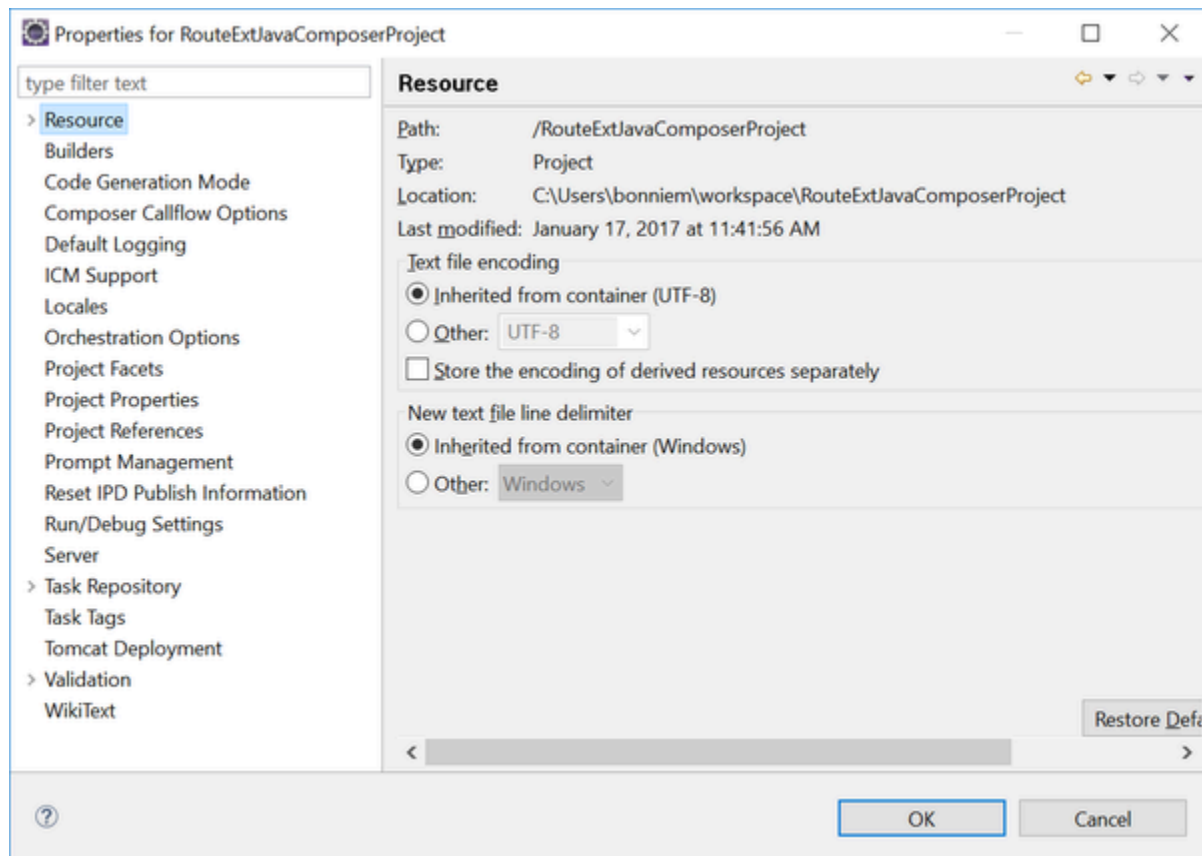 Properties for RouteExtJavaComposerProject
type filter text
Resource
Builders
Code Generation Mode
Composer Callflow Options
Default Logging
ICM Support
Locales
Orchestration Options
Project Facets
Project Properties
Project References
Prompt Management
Reset IPD Publish Information
Run/Debug Settings
Server
Task Repository
Task Tags
Tomcat Deployment
Validation
WikiText
Resource
Path: /RouteExtJavaComposerProject
Type: Project
Location: C:\Users\bonniem\workspace\RouteExtJavaComposerProject
Last modified: January 17, 2017 at 11:41:56 AM
Text file encoding
Inherited from container (UTF-8)
Other: UTF-8
Store the encoding of derived resources separately
New text file line delimiter
Inherited from container (Windows)
Other: Windows
Restore Defa
OK Cancel